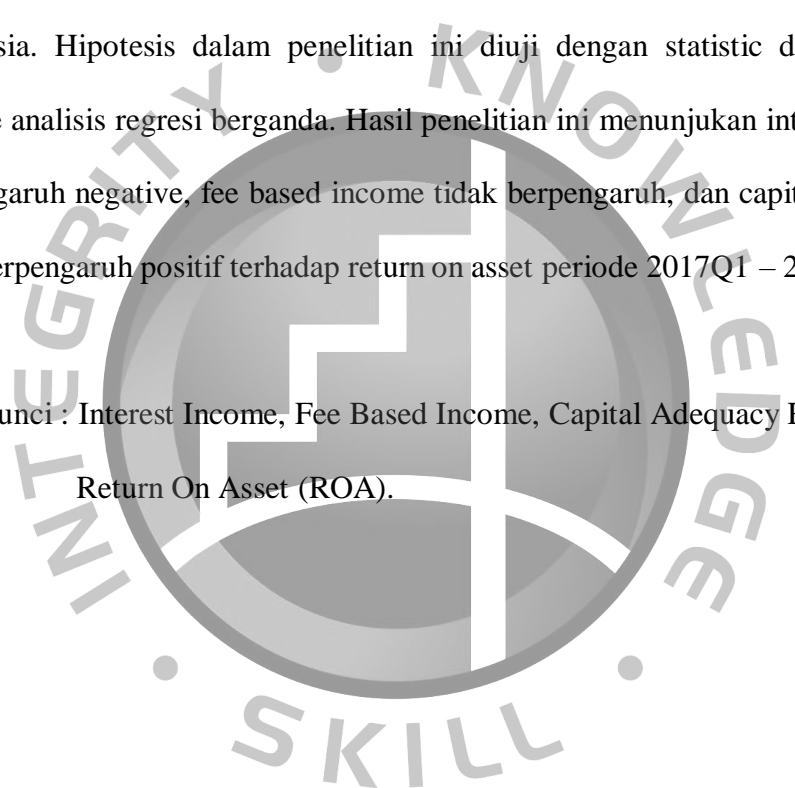 sia. Hipotesis dalam penelitian ini diuji dengan statistic d
analisis regresi berganda. Hasil penelitian ini menunjukan int
garuh negative, fee based income tidak berpengaruh, dan capit
erpengaruh positif terhadap return on asset periode 2017Q1 – 2
unci : Interest Income, Fee Based Income, Capital Adequacy
Return On Asset (ROA).
INTEGRITY • KNOWLEDGE • SKILL •